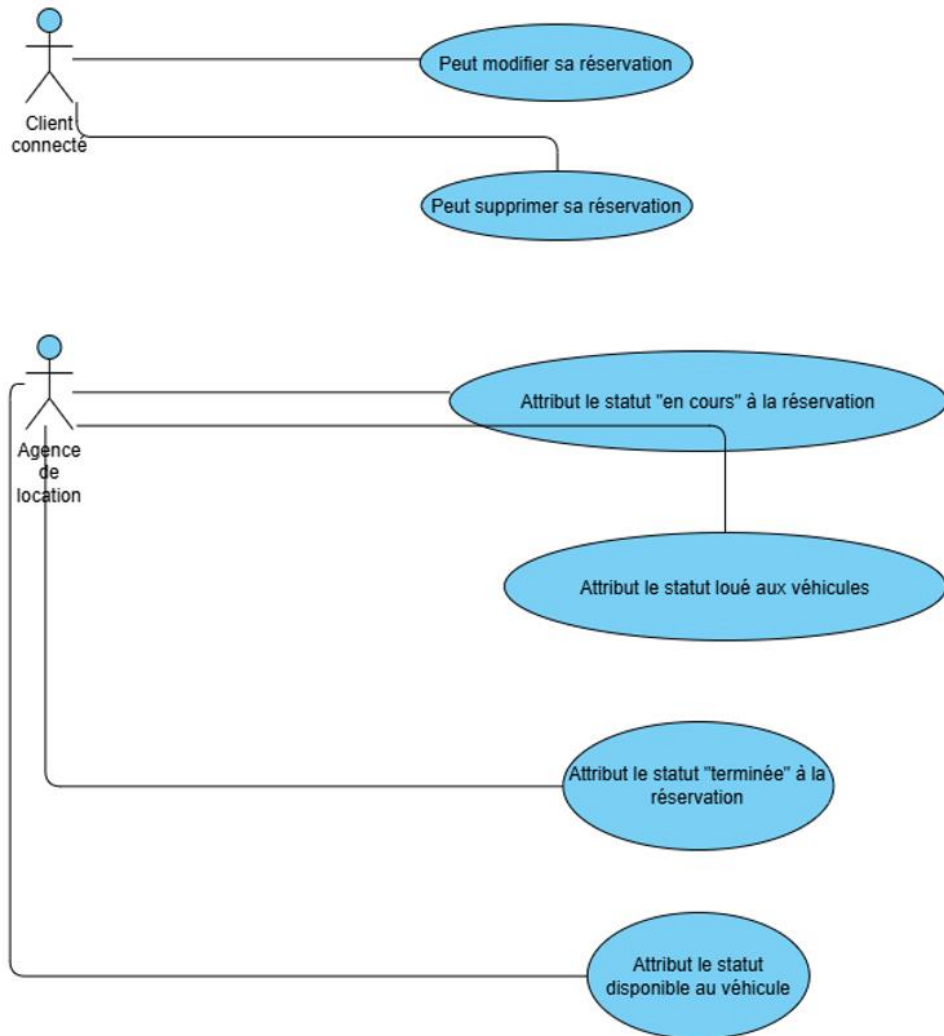 Peut modifier sa réservation
Client
connecté
Peut supprimer sa réservation
Attribut le statut "en cours" à la réservation
Agence
de
location
Attribut le statut loué aux véhicules
Attribut le statut "terminée" à la
réservation
Attribut le statut
disponible au véhicule